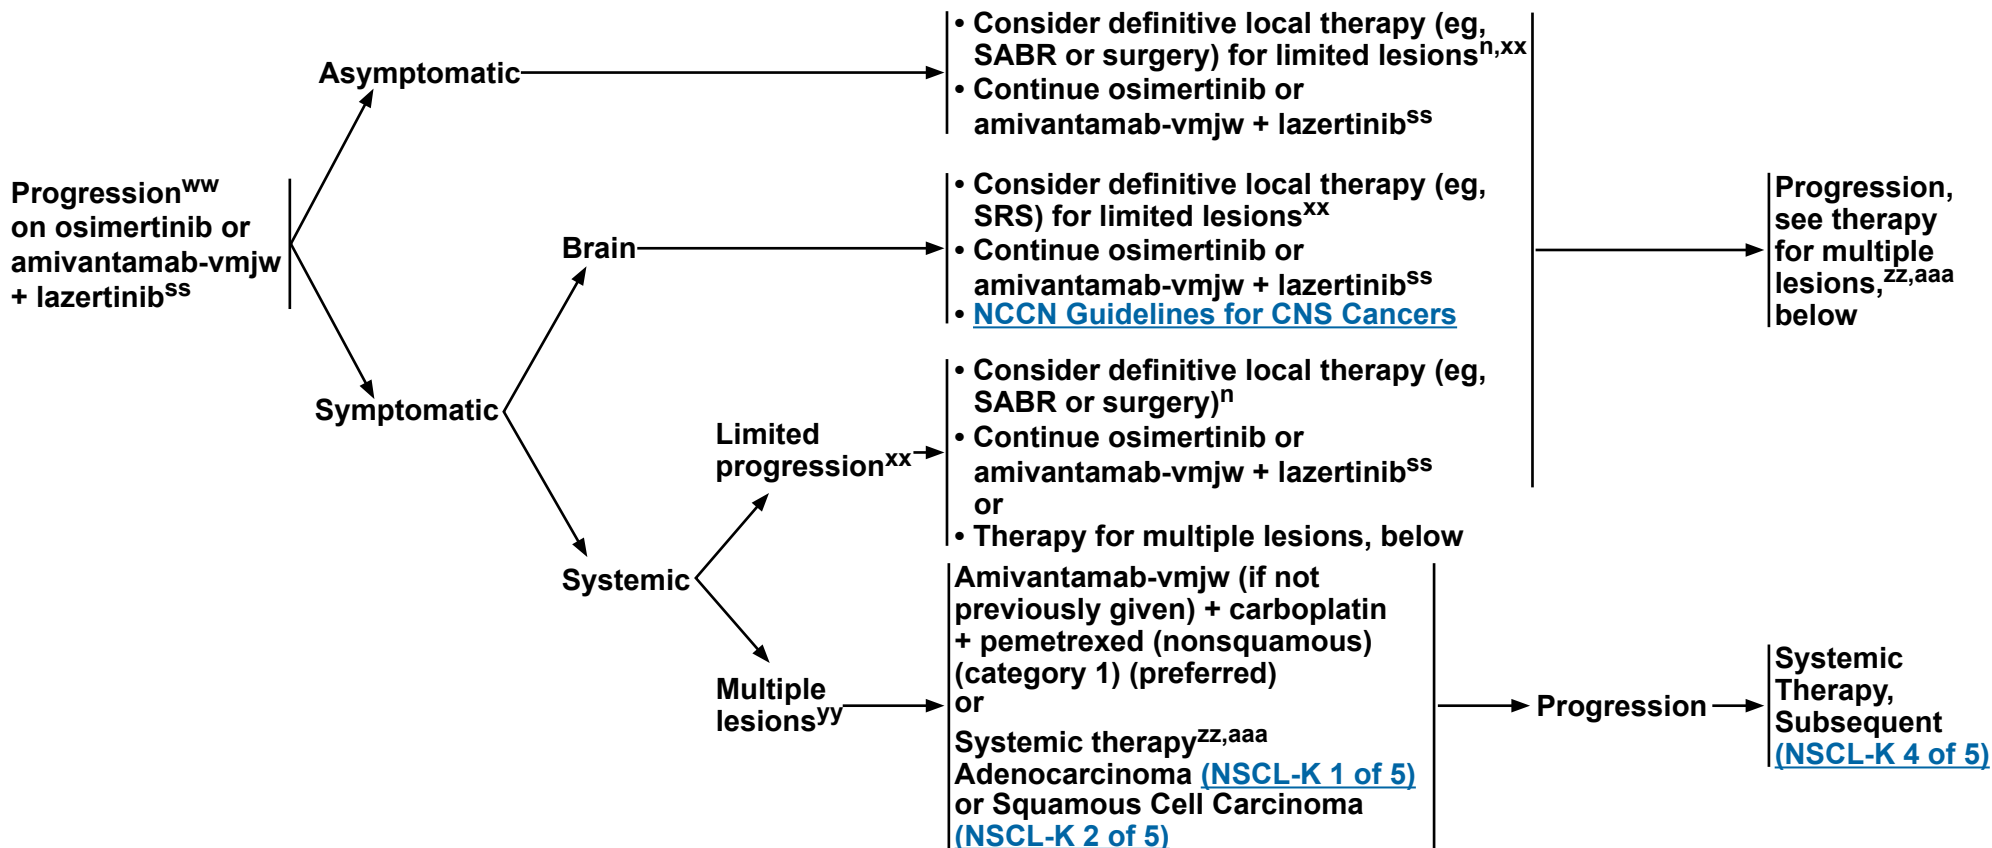 Progressionww
on osimertinib or
amivantamab-vmjw
+ lazertinibss
Asymptomatic
Symptomatic
Brain
Systemic
Limited
progressionxx
Multiple
lesionsyy
• Consider definitive local therapy (eg,
SABR or surgery) for limited lesionsn,xx
• Continue osimertinib or
amivantamab-vmjw + lazertinibss
• Consider definitive local therapy (eg,
SRS) for limited lesionsxx
• Continue osimertinib or
amivantamab-vmjw + lazertinibss
• NCCN Guidelines for CNS Cancers
• Consider definitive local therapy (eg,
SABR or surgery)n
• Continue osimertinib or
amivantamab-vmjw + lazertinibss
or
• Therapy for multiple lesions, below
Amivantamab-vmjw (if not
previously given) + carboplatin
+ pemetrexed (nonsquamous)
(category 1) (preferred)
or
Systemic therapyzz,aaa
Adenocarcinoma (NSCL-K 1 of 5)
or Squamous Cell Carcinoma
(NSCL-K 2 of 5)
Progression,
see therapy
for multiple
lesions,zz,aaa
below
Progression
Systemic
Therapy,
Subsequent
(NSCL-K 4 of 5)